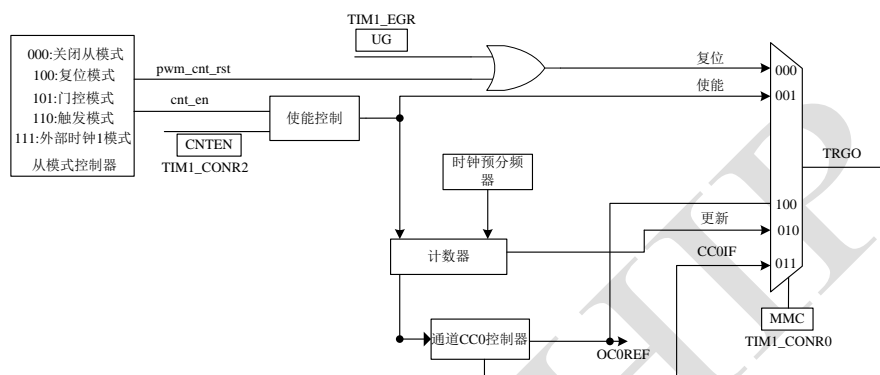 TIM1_EGR
UG
000:关闭从模式
100:复位模式
101:门控模式
110:触发模式
111:外部时钟1模式
从模式控制器
pwm_cnt_rst
cnt_en
CNTEN
TIM1_CONR2
使能控制
复位
使能
000
001
TRGO
时钟预分频
器
100
更新
010
计数器
CC0IF
011
MMC
TIM1_CONR0
通道CC0控制器
OC0REF